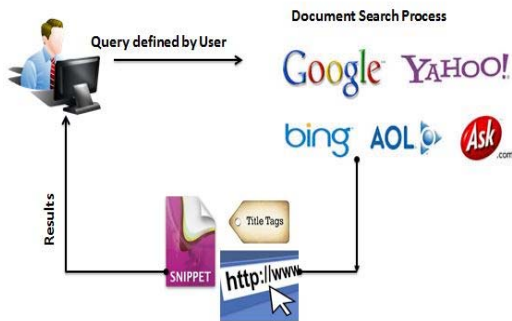 Document Search Process
Query defined by User
Google YAHOO!
bing AOL Ask.com
Results
Title Tags
SNIPPET
http://www